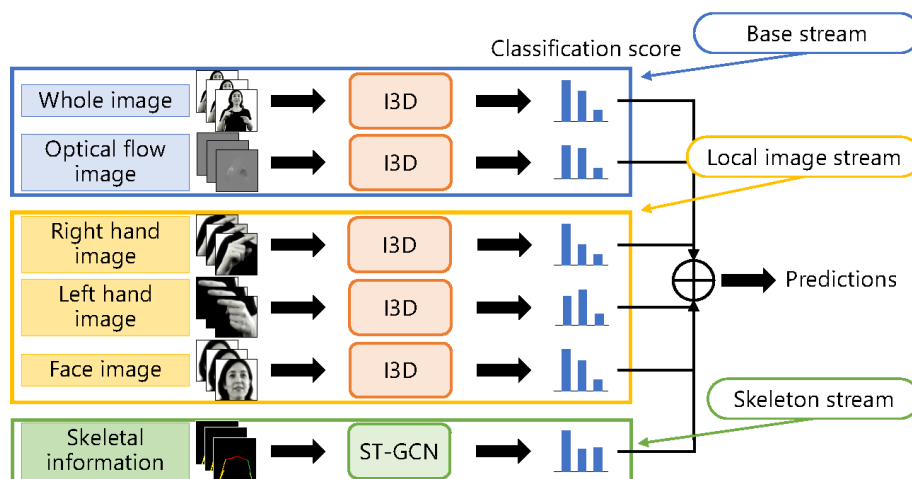 Base stream
Classification score
Whole image
I3D
Optical flow
image
I3D
Local image stream
Right hand
image
I3D
Left hand
image
I3D
Predictions
Face image
I3D
Skeleton stream
Skeletal
information
ST-GCN